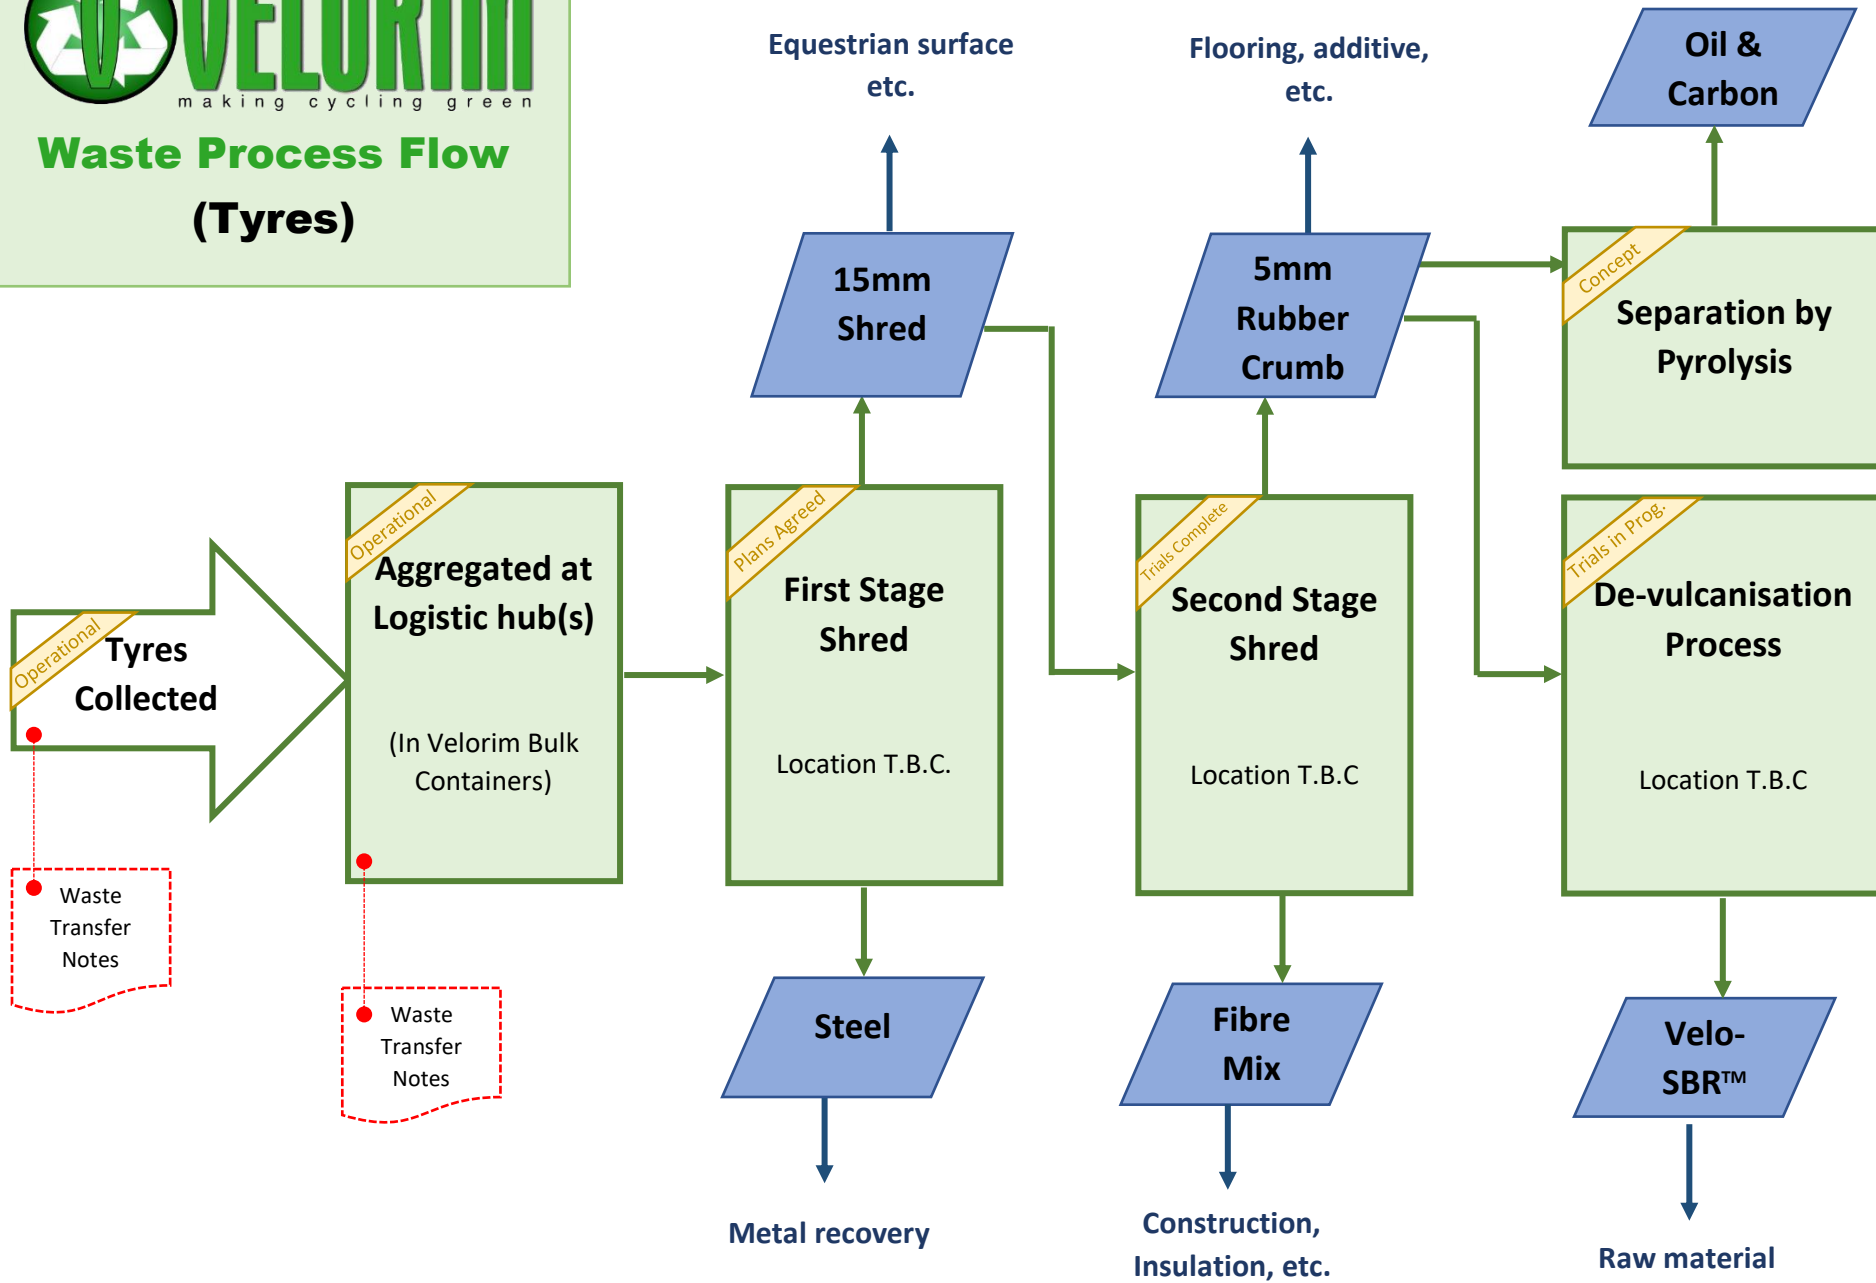 VELORIM
making cycling green
Waste Process Flow
(Tyres)
Equestrian surface
etc.
Flooring, additive,
etc.
Oil &
Carbon
15mm
Shred
5mm
Rubber
Crumb
Concept
Separation by
Pyrolysis
Operational
Tyres
Collected
Operational
Aggregated at
Logistic hub(s)
(In Velorim Bulk
Containers)
Plans Agreed
First Stage
Shred
Location T.B.C.
Trials Complete
Second Stage
Shred
Location T.B.C
Trials in Prog.
De-vulcanisation
Process
Location T.B.C
Waste
Transfer
Notes
Waste
Transfer
Notes
Steel
Fibre
Mix
Velo-
SBR™
Metal recovery
Construction,
Insulation, etc.
Raw material